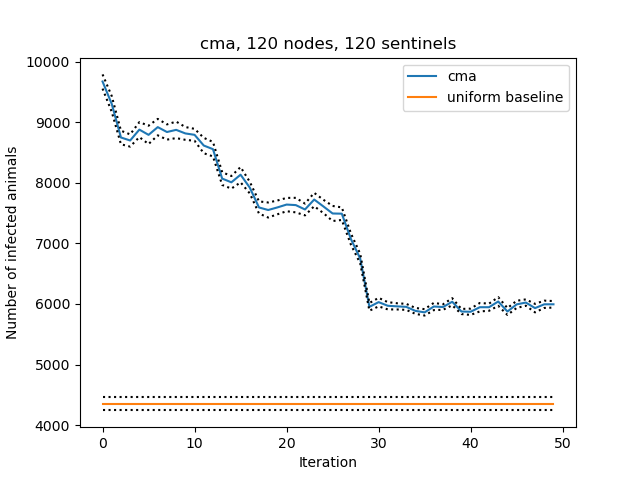 cma, 120 nodes, 120 sentinels
cma
uniform baseline
Number of infected animals
10000
9000
8000
7000
6000
5000
4000
0
10
20
30
40
50
Iteration